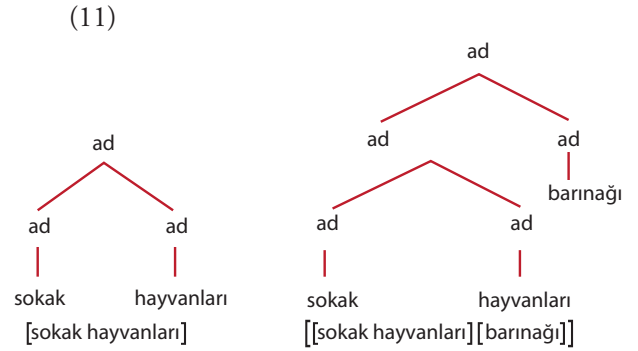 (11)
ad
ad
ad ad
barınağı
ad ad
ad ad
sokak hayvanları
sokak hayvanları
[sokak hayvanları]
[[sokak hayvanları][barınağı]]